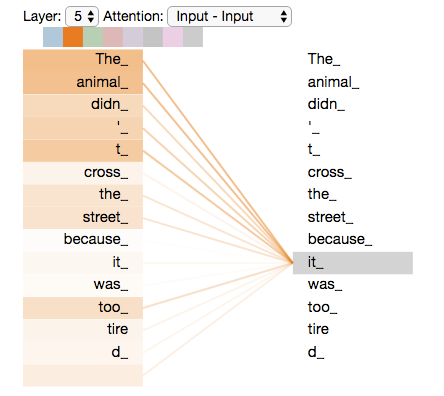 Layer: 5 Attention: Input - Input
The_ The_
animal_ animal_
didn_ didn_
'_ '_
t_ t_
cross_ cross_
the_ the_
street_ street_
because_ because_
it_ it_
was_ was_
too_ too_
tire tire
d_ d_